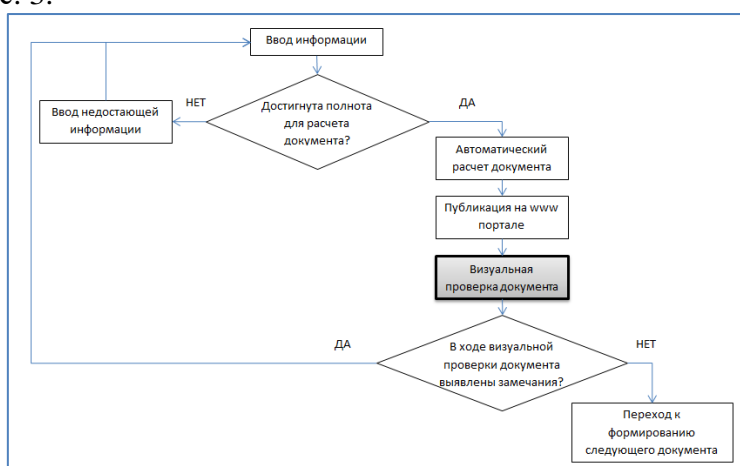 с. 3.
Ввод информации
НЕТ
ДА
Ввод недостающей
информации
Достигнута полнота
для расчета
документа?
Автоматический
расчет документа
Публикация на www
портале
Визуальная
проверка документа
ДА
НЕТ
В ходе визуальной
проверки документа
выявлены замечания?
Переход к
формированию
следующего документа